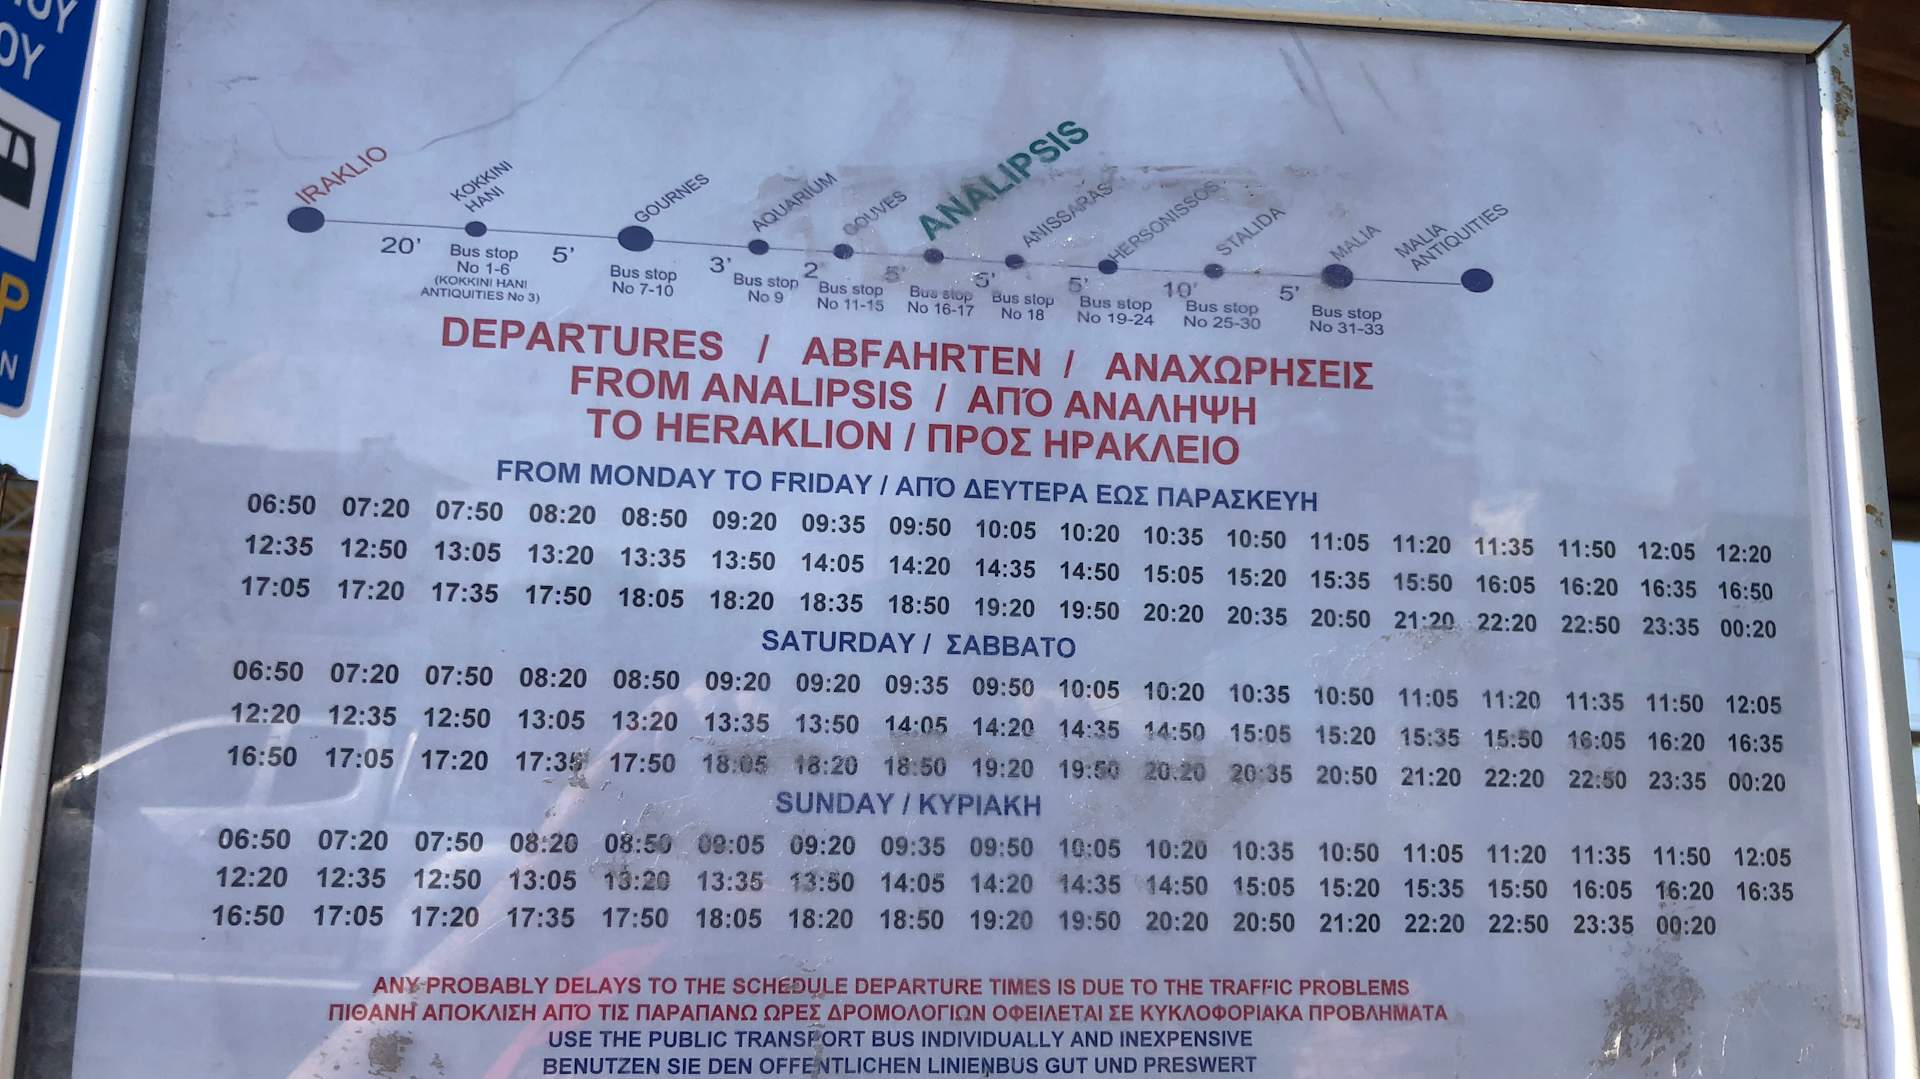 ΟΥ
ΟΥ
P
N
IRAKLIO
KOKKINI HANI
GOURNES
AQUARIUM
GOUVES
ANALIPSIS
ANISSARAS
HERSONISSOS
STALIDA
MALIA
MALIA ANTIQUITIES
20' 5' 3' 2' 5' 5' 5' 10' 5'
Bus stop No 1-6 (KOKKINI HANI ANTIQUITIES No 3)
Bus stop No 7-10
Bus stop No 9
Bus stop No 11-15
Bus stop No 16-17
Bus stop No 18
Bus stop No 19-24
Bus stop No 25-30
Bus stop No 31-33
DEPARTURES / ABFAHRTEN / ΑΝΑΧΩΡΗΣΕΙΣ
FROM ANALIPSIS / ΑΠΌ ΑΝΑΛΗΨΗ
TO HERAKLION / ΠΡΟΣ ΗΡΑΚΛΕΙΟ
FROM MONDAY TO FRIDAY / ΑΠΌ ΔΕΥΤΕΡΑ ΕΩΣ ΠΑΡΑΣΚΕΥΗ
06:50 07:20 07:50 08:20 08:50 09:20 09:35 09:50 10:05 10:20 10:35 10:50 11:05 11:20 11:35 11:50 12:05 12:20
12:35 12:50 13:05 13:20 13:35 13:50 14:05 14:20 14:35 14:50 15:05 15:20 15:35 15:50 16:05 16:20 16:35 16:50
17:05 17:20 17:35 17:50 18:05 18:20 18:35 18:50 19:20 19:50 20:20 20:35 20:50 21:20 22:20 22:50 23:35 00:20
SATURDAY / ΣΑΒΒΑΤΟ
06:50 07:20 07:50 08:20 08:50 09:20 09:20 09:35 09:50 10:05 10:20 10:35 10:50 11:05 11:20 11:35 11:50 12:05
12:20 12:35 12:50 13:05 13:20 13:35 13:50 14:05 14:20 14:35 14:50 15:05 15:20 15:35 15:50 16:05 16:20 16:35
16:50 17:05 17:20 17:35 17:50 18:05 18:20 18:50 19:20 19:50 20:20 20:35 20:50 21:20 22:20 22:50 23:35 00:20
SUNDAY / ΚΥΡΙΑΚΗ
06:50 07:20 07:50 08:20 08:50 09:05 09:20 09:35 09:50 10:05 10:20 10:35 10:50 11:05 11:20 11:35 11:50 12:05
12:20 12:35 12:50 13:05 13:20 13:35 13:50 14:05 14:20 14:35 14:50 15:05 15:20 15:35 15:50 16:05 16:20 16:35
16:50 17:05 17:20 17:35 17:50 18:05 18:20 18:50 19:20 19:50 20:20 20:50 21:20 22:20 22:50 23:35 00:20
ANY PROBABLY DELAYS TO THE SCHEDULE DEPARTURE TIMES IS DUE TO THE TRAFFIC PROBLEMS
ΠΙΘΑΝΗ ΑΠΟΚΛΙΣΗ ΑΠΌ ΤΙΣ ΠΑΡΑΠΑΝΩ ΩΡΕΣ ΔΡΟΜΟΛΟΓΙΩΝ ΟΦΕΙΛΕΤΑΙ ΣΕ ΚΥΚΛΟΦΟΡΙΑΚΑ ΠΡΟΒΛΗΜΑΤΑ
USE THE PUBLIC TRANSPORT BUS INDIVIDUALLY AND INEXPENSIVE
BENUTZEN SIE DEN OFFENTLICHEN LINIENBUS GUT UND PRESWERT